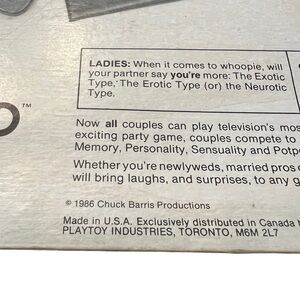 LADIES: When it comes to whoopie, will
your partner say you're more: The Exotic
Type, The Erotic Type (or) the Neurotic
Type.
O™
Now all couples can play television's mos
exciting party game, couples compete to
Memory, Personality, Sensuality and Potp
Whether you're newlyweds, married pros o
will bring laughs, and surprises, to any g
© 1986 Chuck Barris Productions
Made in U.S.A. Exclusively distributed in Canada
PLAYTOY INDUSTRIES, TORONTO, M6M 2L7